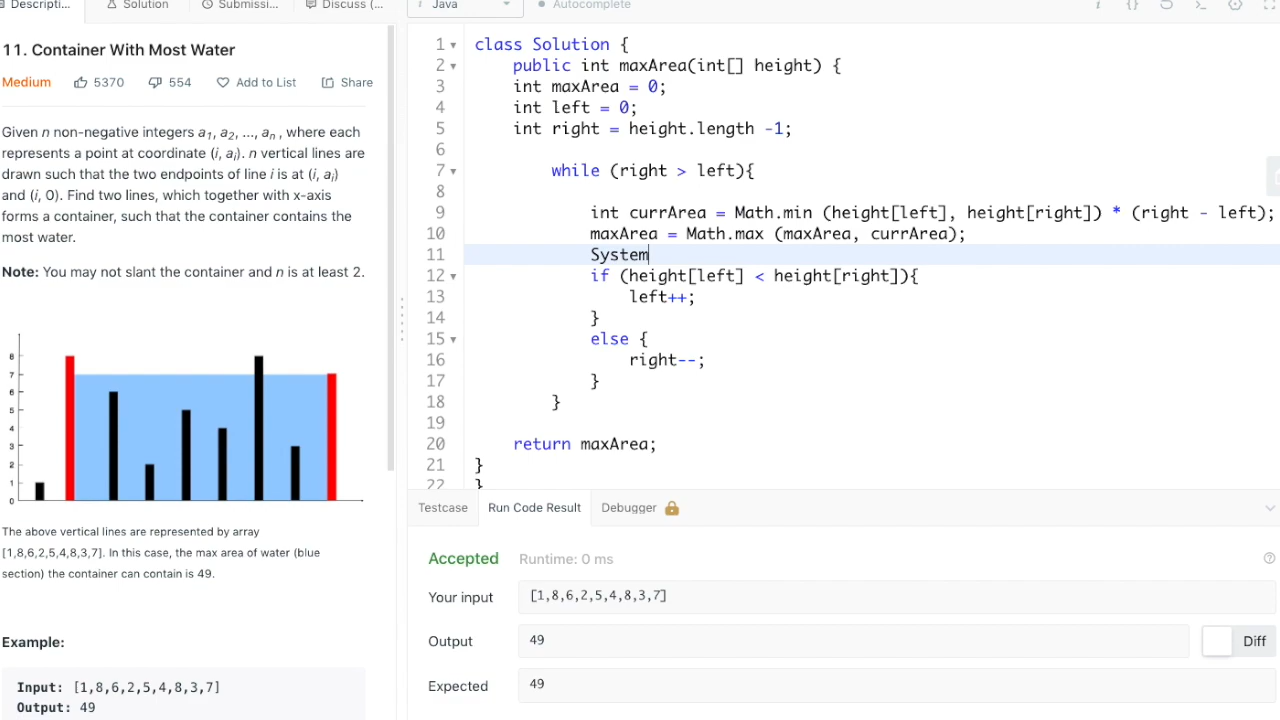 Descripti... Solution Submissi... Discuss (...
11. Container With Most Water
Medium 5370 554 Add to List Share
Given n non-negative integers a1, a2, ..., an , where each
represents a point at coordinate (i, ai). n vertical lines are
drawn such that the two endpoints of line i is at (i, ai)
and (i, 0). Find two lines, which together with x-axis
forms a container, such that the container contains the
most water.
Note: You may not slant the container and n is at least 2.
8
7
6
5
4
3
2
1
0
The above vertical lines are represented by array
[1,8,6,2,5,4,8,3,7]. In this case, the max area of water (blue
section) the container can contain is 49.
Example:
Input: [1,8,6,2,5,4,8,3,7]
Output: 49
i Java Autocomplete i {}
1 class Solution {
2 public int maxArea(int[] height) {
3 int maxArea = 0;
4 int left = 0;
5 int right = height.length -1;
6
7 while (right > left){
8
9 int currArea = Math.min (height[left], height[right]) * (right - left);
10 maxArea = Math.max (maxArea, currArea);
11 System
12 if (height[left] < height[right]){
13 left++;
14 }
15 else {
16 right--;
17 }
18 }
19
20 return maxArea;
21 }
22 }
Testcase Run Code Result Debugger
Accepted Runtime: 0 ms
Your input [1,8,6,2,5,4,8,3,7]
Output 49 Diff
Expected 49